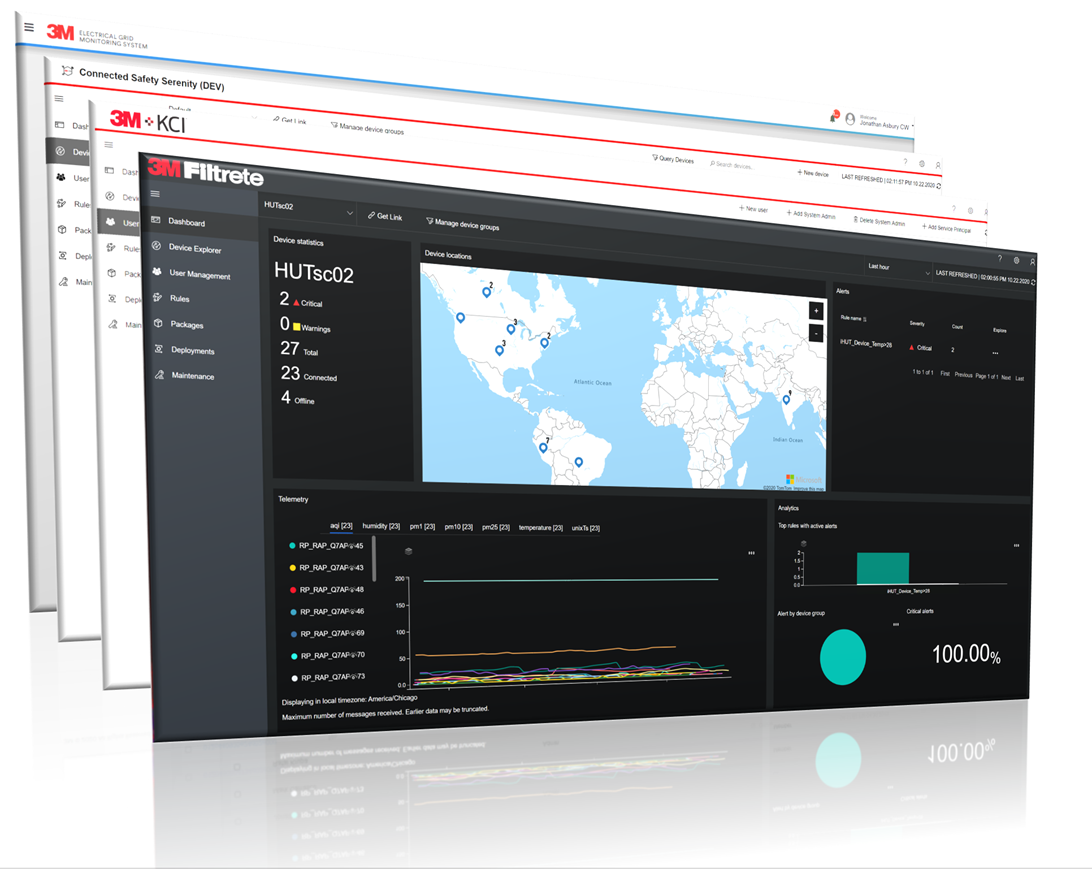 3M ELECTRICAL GRID
MONITORING SYSTEM
Welcome
Jonathan Asbury CW
Connected Safety Serenity (DEV)
Default
Get Link
Manage device groups
Query Devices
Search devices...
+ New device
LAST REFRESHED | 02:11:57 PM 10.22.2020
Dash
Devi
User
Rule
Pack
Depl
Main
3M KCI
+ New user
+ Add System Admin
Delete System Admin
+ Add Service Principal
Dash
Devi
User
Rule
Pack
Depl
Main
3M Filtrete
Dashboard
Device Explorer
User Management
Rules
Packages
Deployments
Maintenance
HUTsc02
Get Link
Manage device groups
Last hour
LAST REFRESHED | 02:00:55 PM 10.22.2020
Device statistics
HUTsc02
2 Critical
0 Warnings
27 Total
23 Connected
4 Offline
Device locations
2
3
3
2
7
Atlantic Ocean
Indian Ocean
+
-
Microsoft
©2020 TomTom Improve this map
Alerts
Rule name
Severity
Count
Explore
iHUT_Device_Temp>28
Critical
2
...
1 to 1 of 1 First Previous Page 1 of 1 Next Last
Telemetry
aqi [23] humidity [23] pm1 [23] pm10 [23] pm25 [23] temperature [23] unixTs [23]
RP_RAP_Q7AP
45
RP_RAP_Q7AP
43
RP_RAP_Q7AP
48
RP_RAP_Q7AP
46
RP_RAP_Q7AP
69
RP_RAP_Q7AP
70
RP_RAP_Q7AP
73
200
150
100
50
0.0
Displaying in local timezone: America/Chicago
Maximum number of messages received. Earlier data may be truncated.
Analytics
Top rules with active alerts
2
1.5
1
0.5
0.0
iHUT_Device_Temp>28
Alert by device group
Critical alerts
100.00%